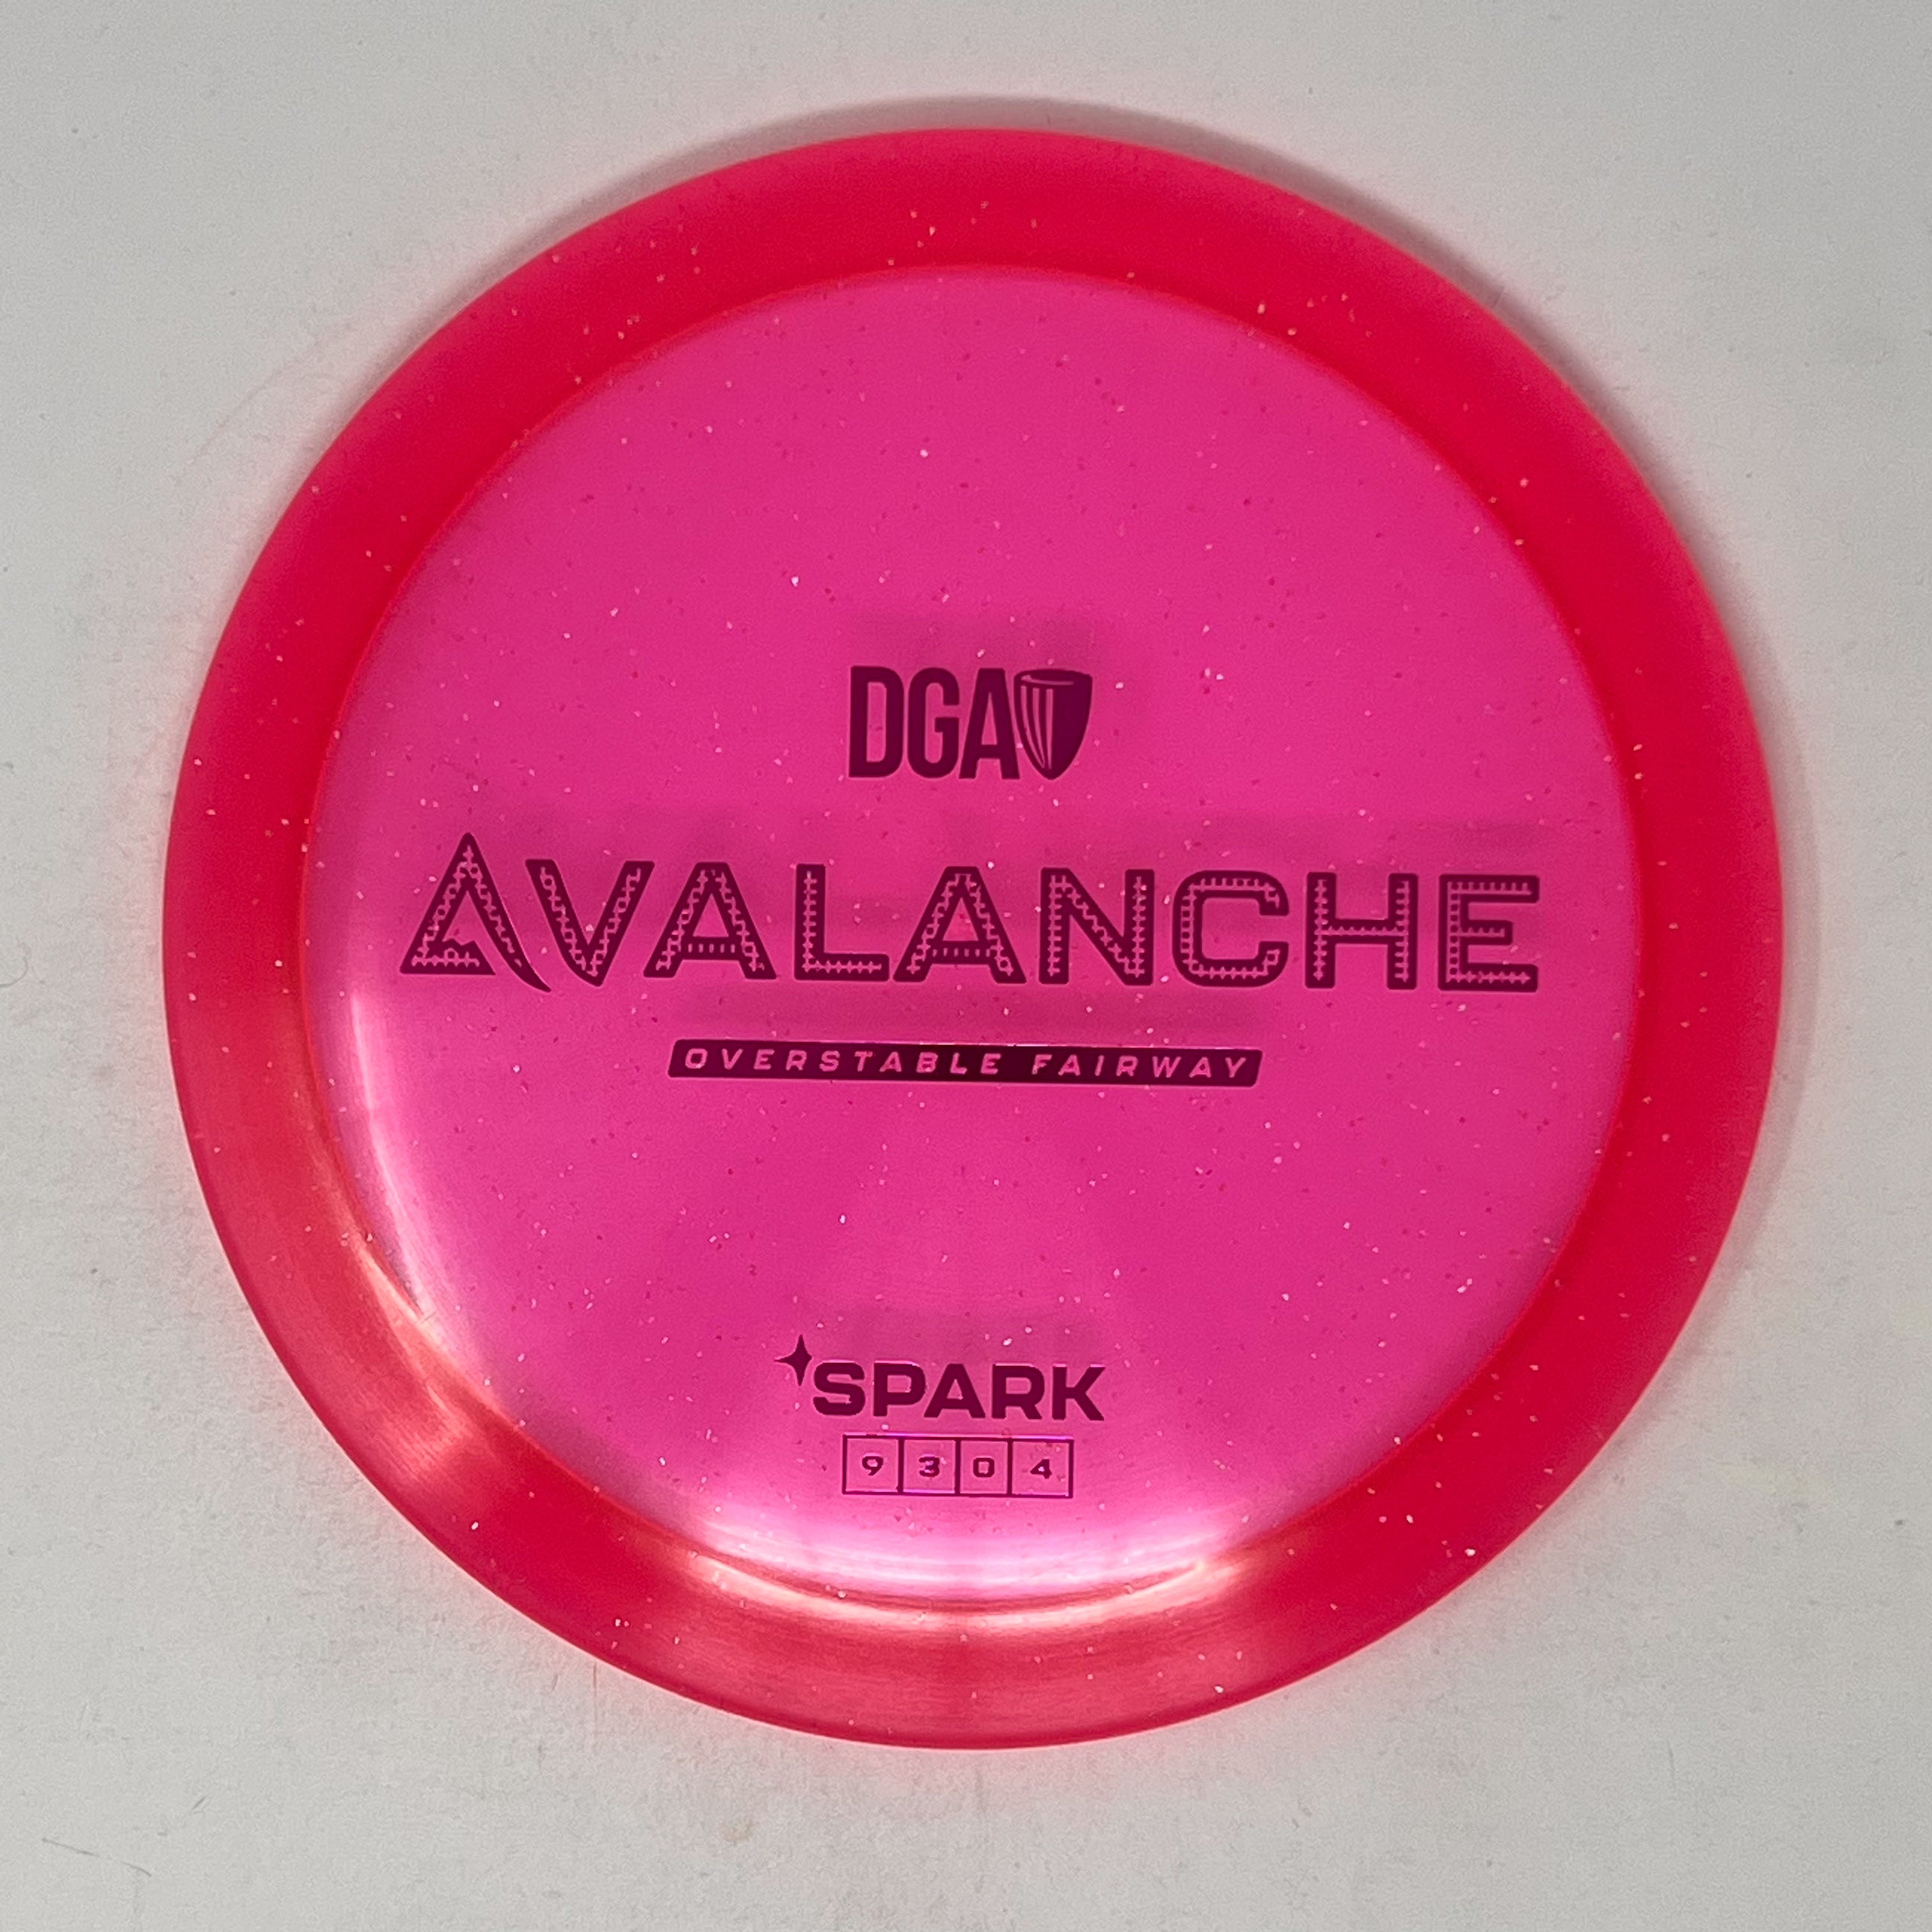 DGA
AVALANCHE
OVERSTABLE FAIRWAY
SPARK
9 3 0 4